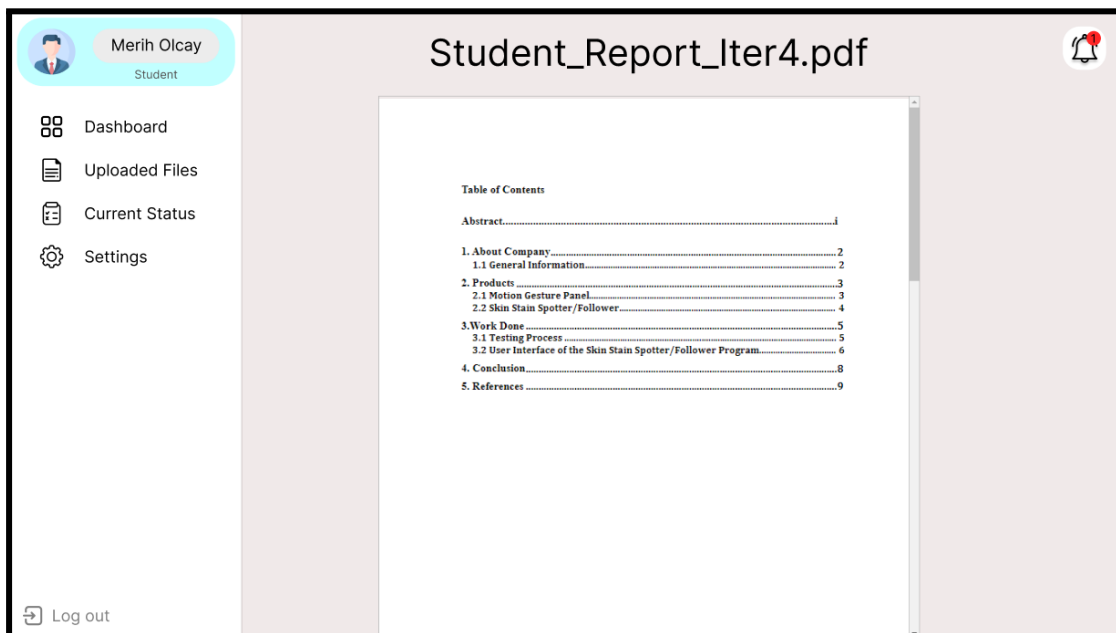 Merih Olcay
Student
Dashboard
Uploaded Files
Current Status
Settings
Log out
Student_Report_Iter4.pdf
1
Table of Contents
Abstract.....i
1. About Company.....2
1.1 General Information..... 2
2. Products .....3
2.1 Motion Gesture Panel..... 3
2.2 Skin Stain Spotter/Follower..... 4
3.Work Done .....5
3.1 Testing Process ..... 5
3.2 User Interface of the Skin Stain Spotter/Follower Program..... 6
4. Conclusion.....8
5. References .....9